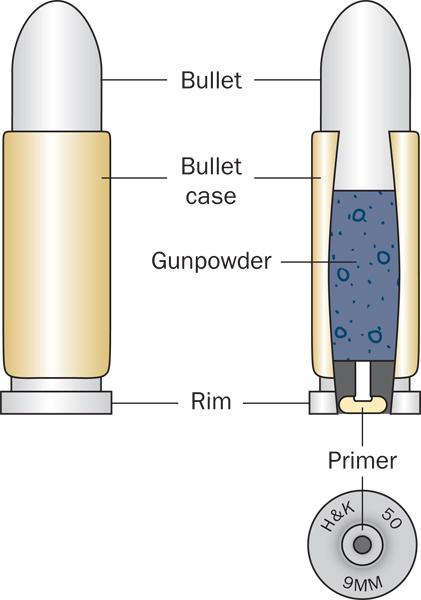 Bullet
Bullet
case
Gunpowder
Rim
Primer
H&K 50
9MM